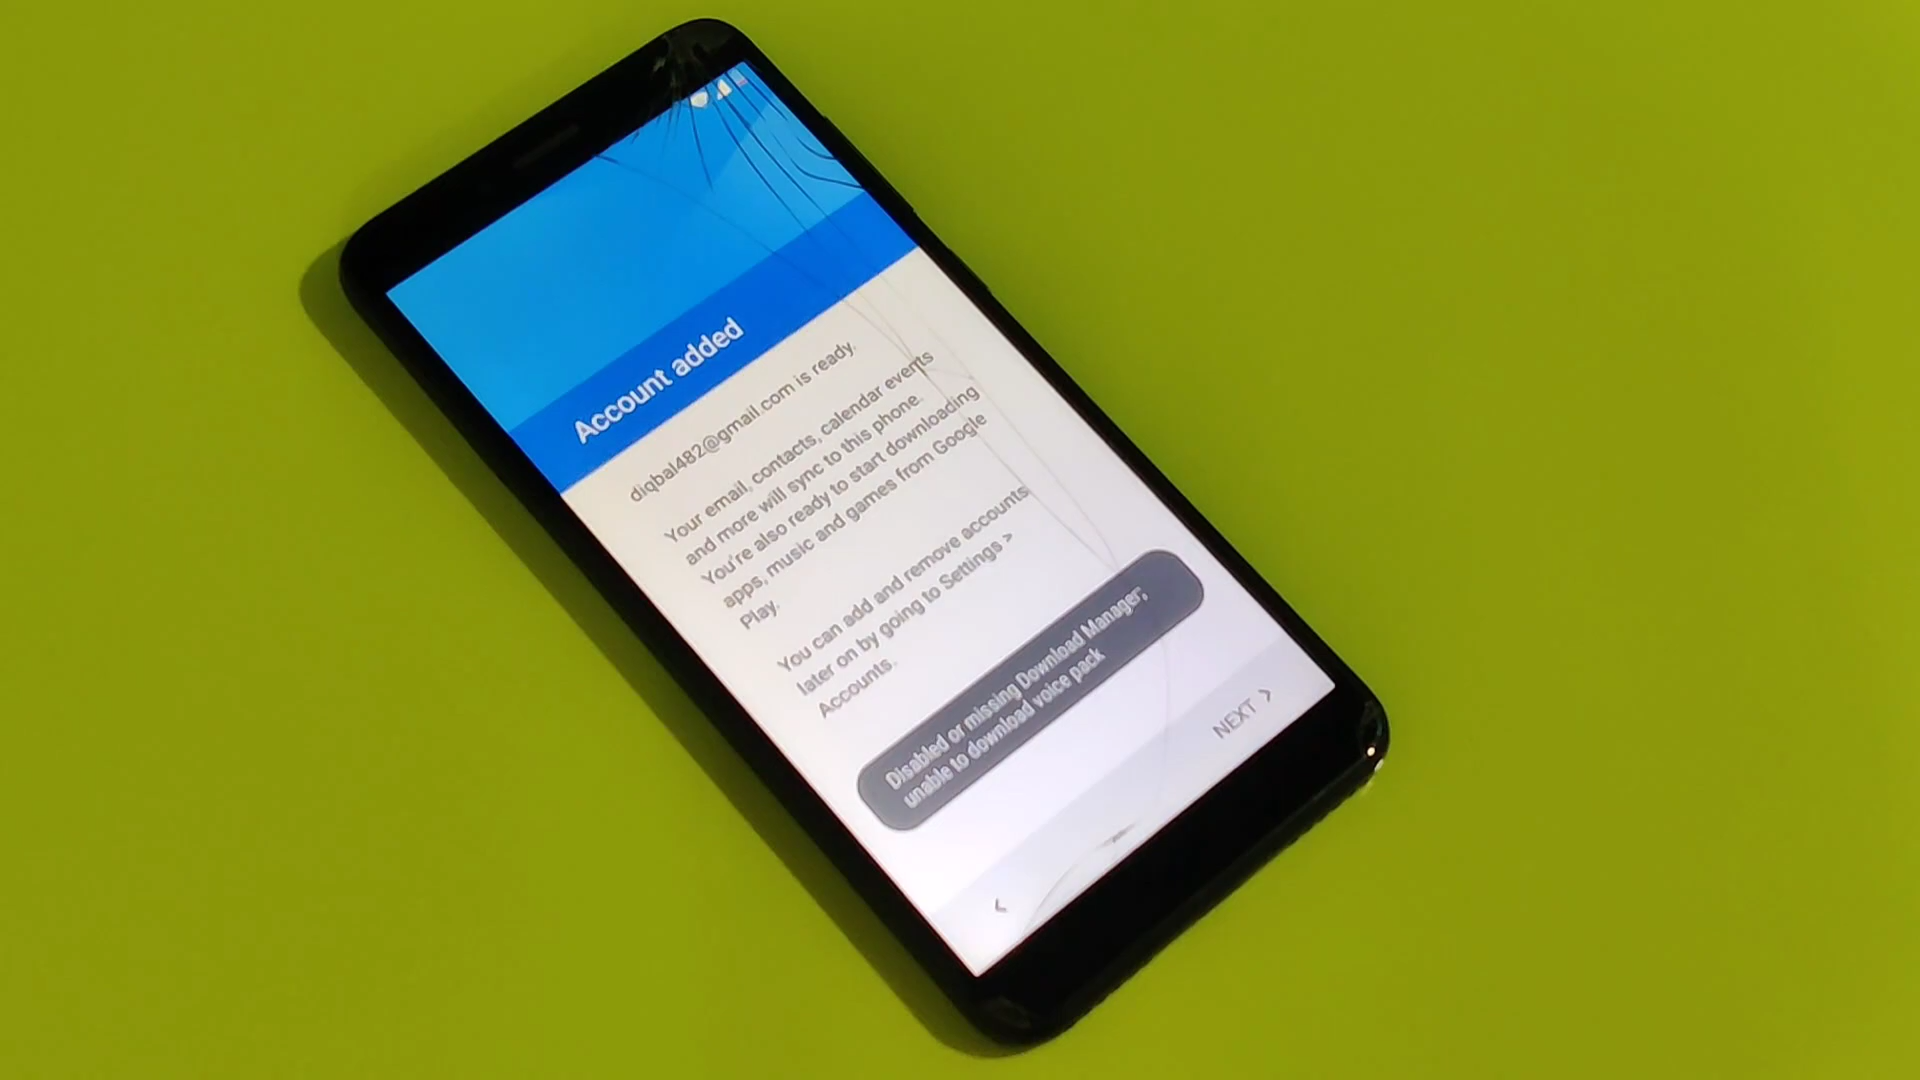 Account added
diqbal482@gmail.com is ready.
Your email, contacts, calendar events
and more will sync to this phone.
You're also ready to start downloading
apps, music and games from Google
Play.
You can add and remove accounts
later on by going to Settings >
Accounts.
Disabled or missing Download Manager;
unable to download voice pack
NEXT >
<